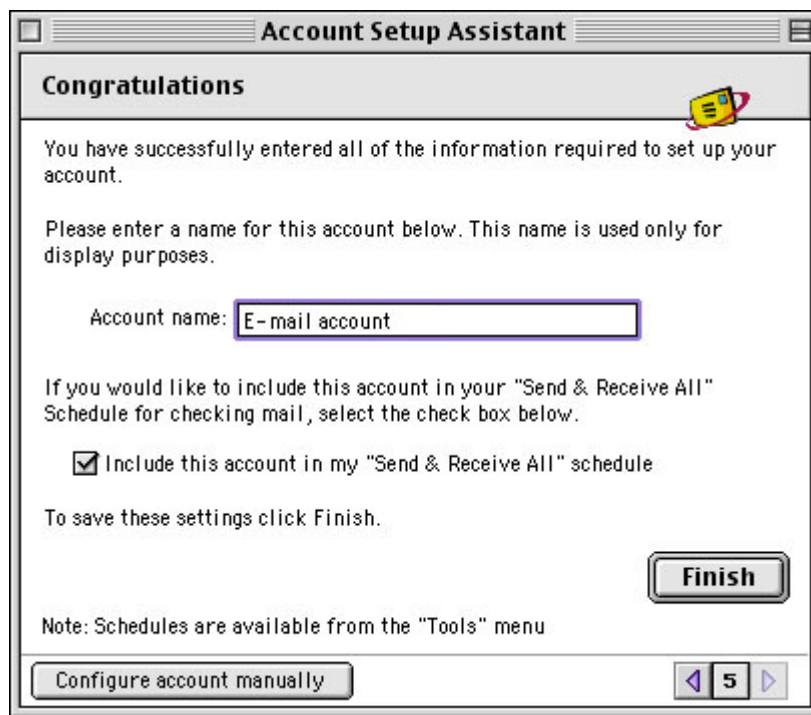 Account Setup Assistant
Congratulations
You have successfully entered all of the information required to set up your
account.
Please enter a name for this account below. This name is used only for
display purposes.
Account name: E-mail account
If you would like to include this account in your "Send & Receive All"
Schedule for checking mail, select the check box below.
Include this account in my "Send & Receive All" schedule
To save these settings click Finish.
Finish
Note: Schedules are available from the "Tools" menu
Configure account manually
5